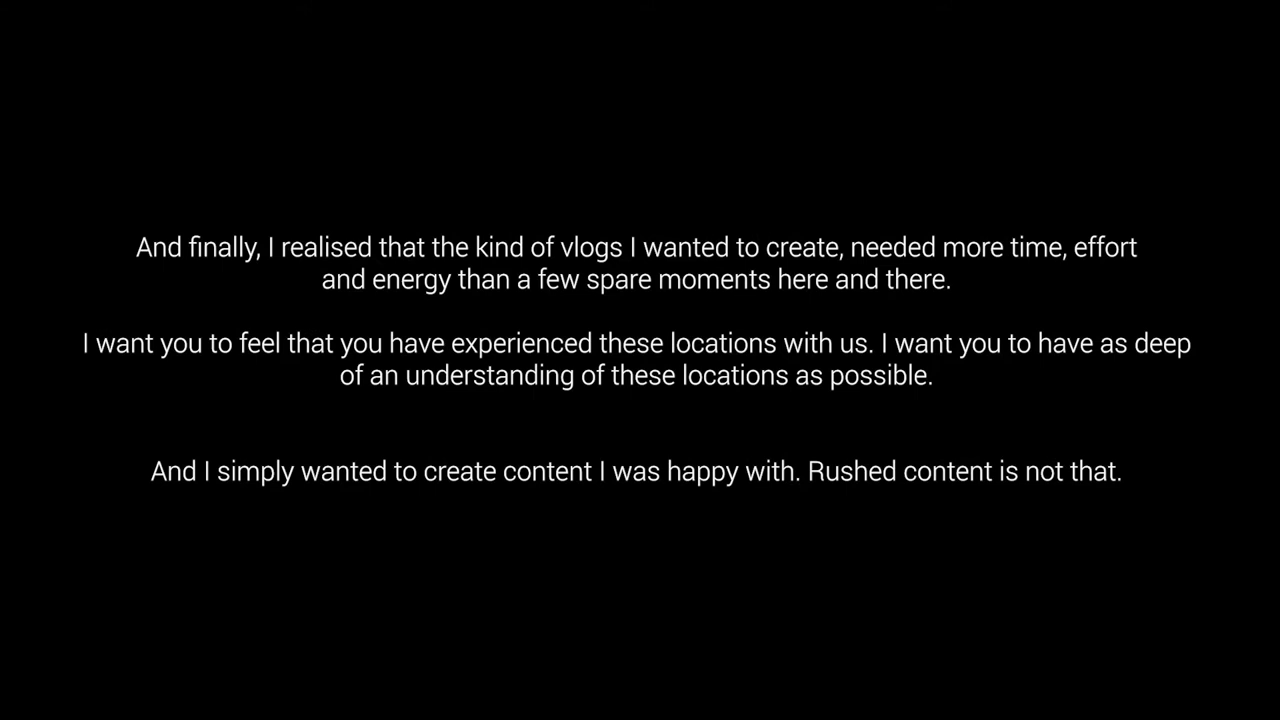 And finally, I realised that the kind of vlogs I wanted to create, needed more time, effort
and energy than a few spare moments here and there.
I want you to feel that you have experienced these locations with us. I want you to have as deep
of an understanding of these locations as possible.
And I simply wanted to create content I was happy with. Rushed content is not that.